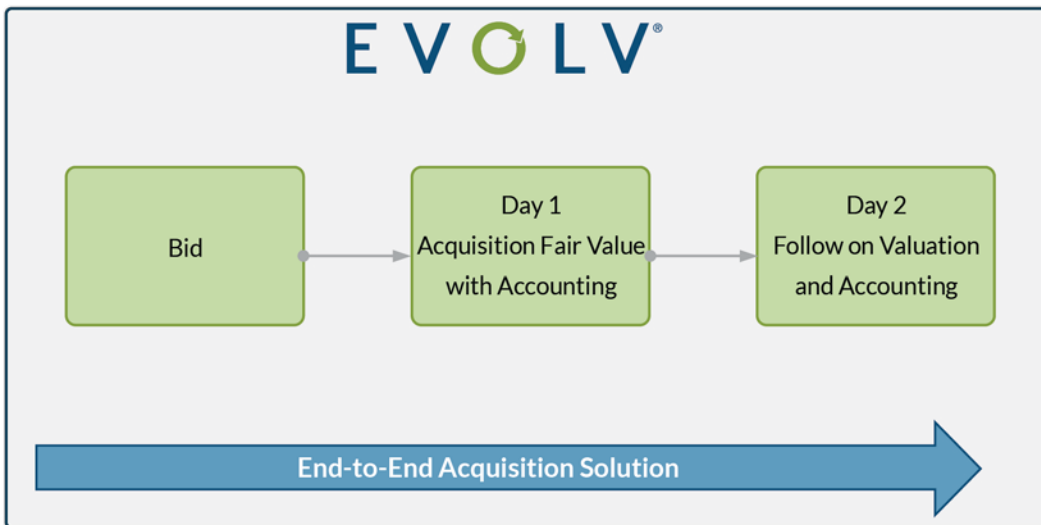 EVOLV®
Bid
Day 1
Acquisition Fair Value
with Accounting
Day 2
Follow on Valuation
and Accounting
End-to-End Acquisition Solution